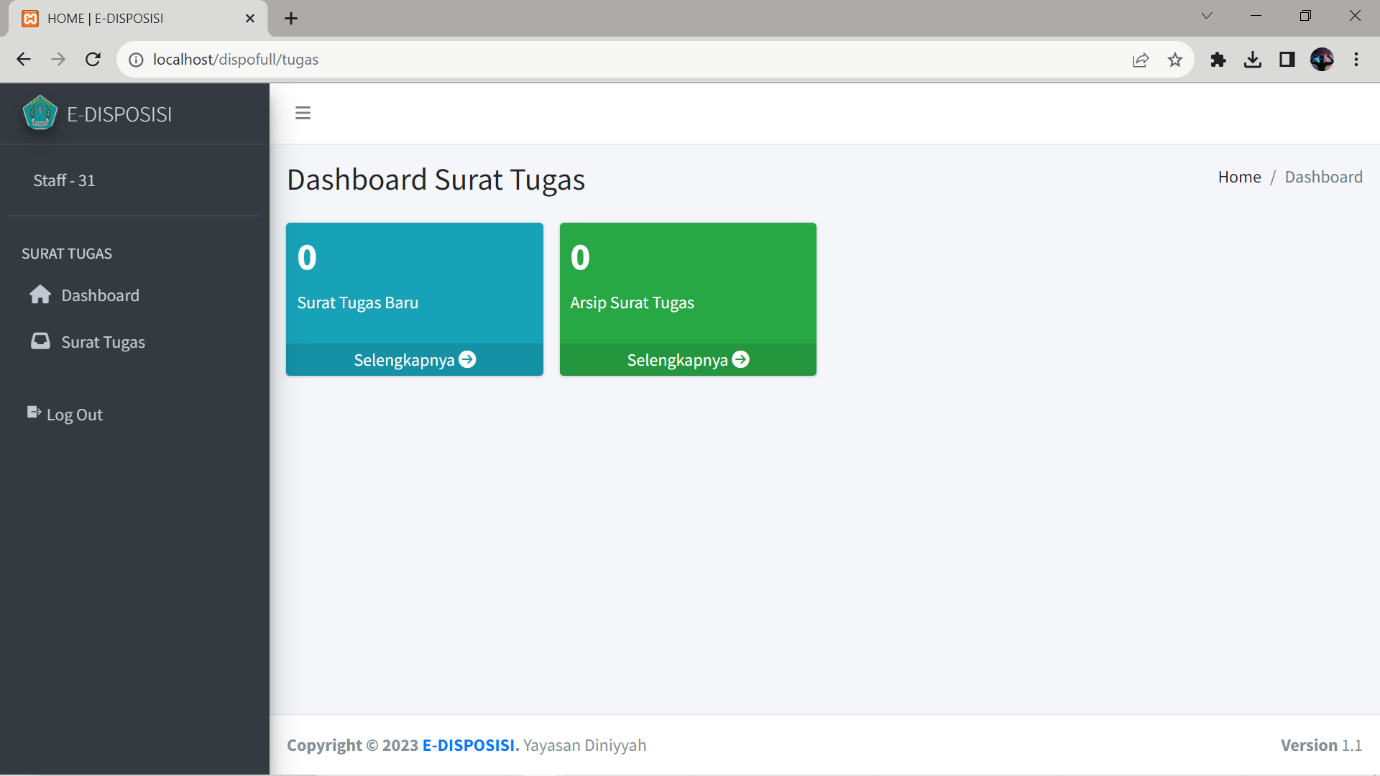 HOME | E-DISPOSISI
localhost/dispofull/tugas
E-DISPOSISI
Staff - 31
SURAT TUGAS
Dashboard
Surat Tugas
Log Out
Dashboard Surat Tugas
Home / Dashboard
0
Surat Tugas Baru
Selengkapnya
0
Arsip Surat Tugas
Selengkapnya
Copyright © 2023 E-DISPOSISI. Yayasan Diniyyah
Version 1.1